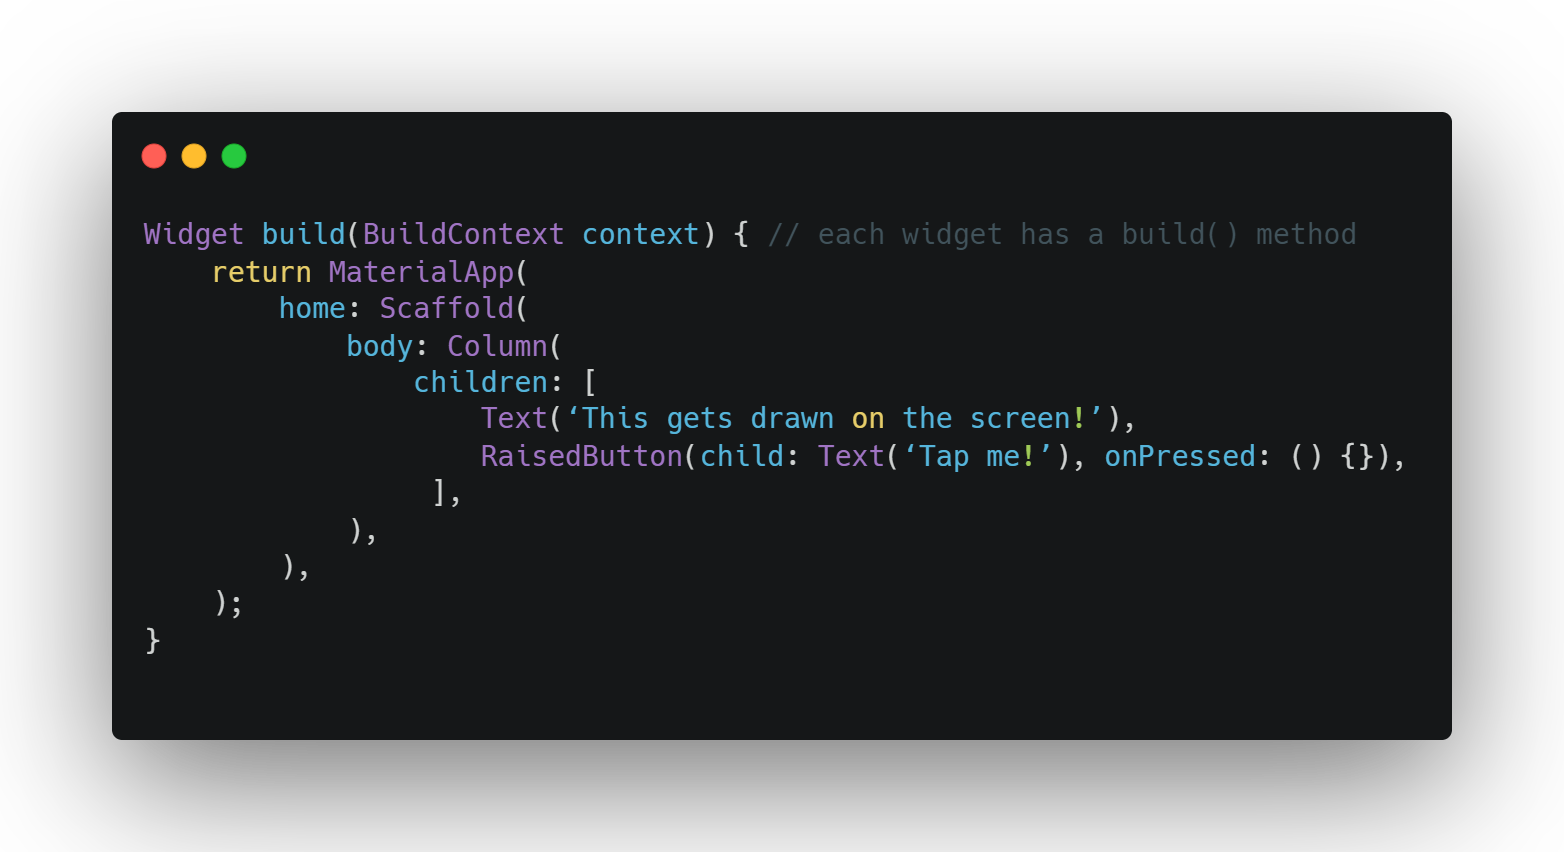 Widget build(BuildContext context) { // each widget has a build() method
    return MaterialApp(
        home: Scaffold(
            body: Column(
                children: [
                    Text(‘This gets drawn on the screen!’),
                    RaisedButton(child: Text(‘Tap me!’), onPressed: () {}),
                 ],
            ),
        ),
    );
}